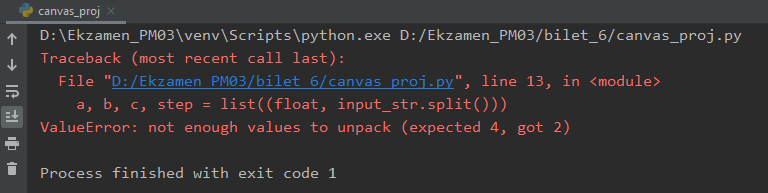 canvas_proj
D:\Ekzamen_PM03\venv\Scripts\python.exe D:/Ekzamen_PM03/bilet_6/canvas_proj.py
Traceback (most recent call last):
  File "D:/Ekzamen_PM03/bilet_6/canvas_proj.py", line 13, in <module>
    a, b, c, step = list((float, input_str.split()))
ValueError: not enough values to unpack (expected 4, got 2)
Process finished with exit code 1